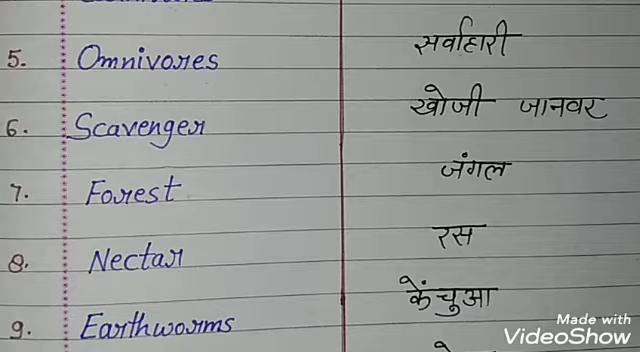 5. Omnivores सर्वाहारी
6. Scavenger खोजी जानवर
7. Forest जंगल
8. Nectar रस
9. Earthworms केंचुआ
Made with
VideoShow